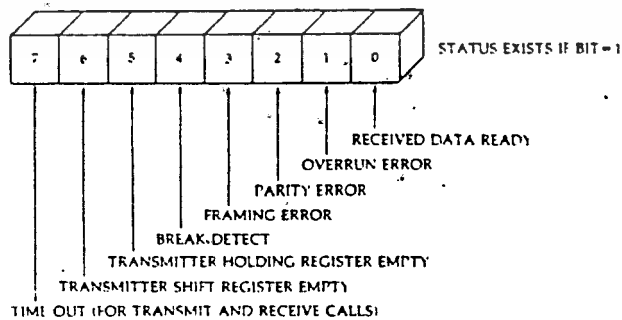 7 6 5 4 3 2 1 0
STATUS EXISTS IF BIT = 1
RECEIVED DATA READY
OVERRUN ERROR
PARITY ERROR
FRAMING ERROR
BREAK DETECT
TRANSMITTER HOLDING REGISTER EMPTY
TRANSMITTER SHIFT REGISTER EMPTY
TIME OUT (FOR TRANSMIT AND RECEIVE CALLS)